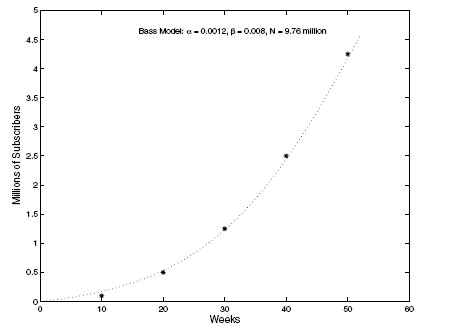 Bass Model: α = 0.0012, β = 0.008, N = 9.76 million
5
4.5
4
3.5
3
2.5
2
1.5
1
0.5
0
Millions of Subscribers
0 10 20 30 40 50 60
Weeks